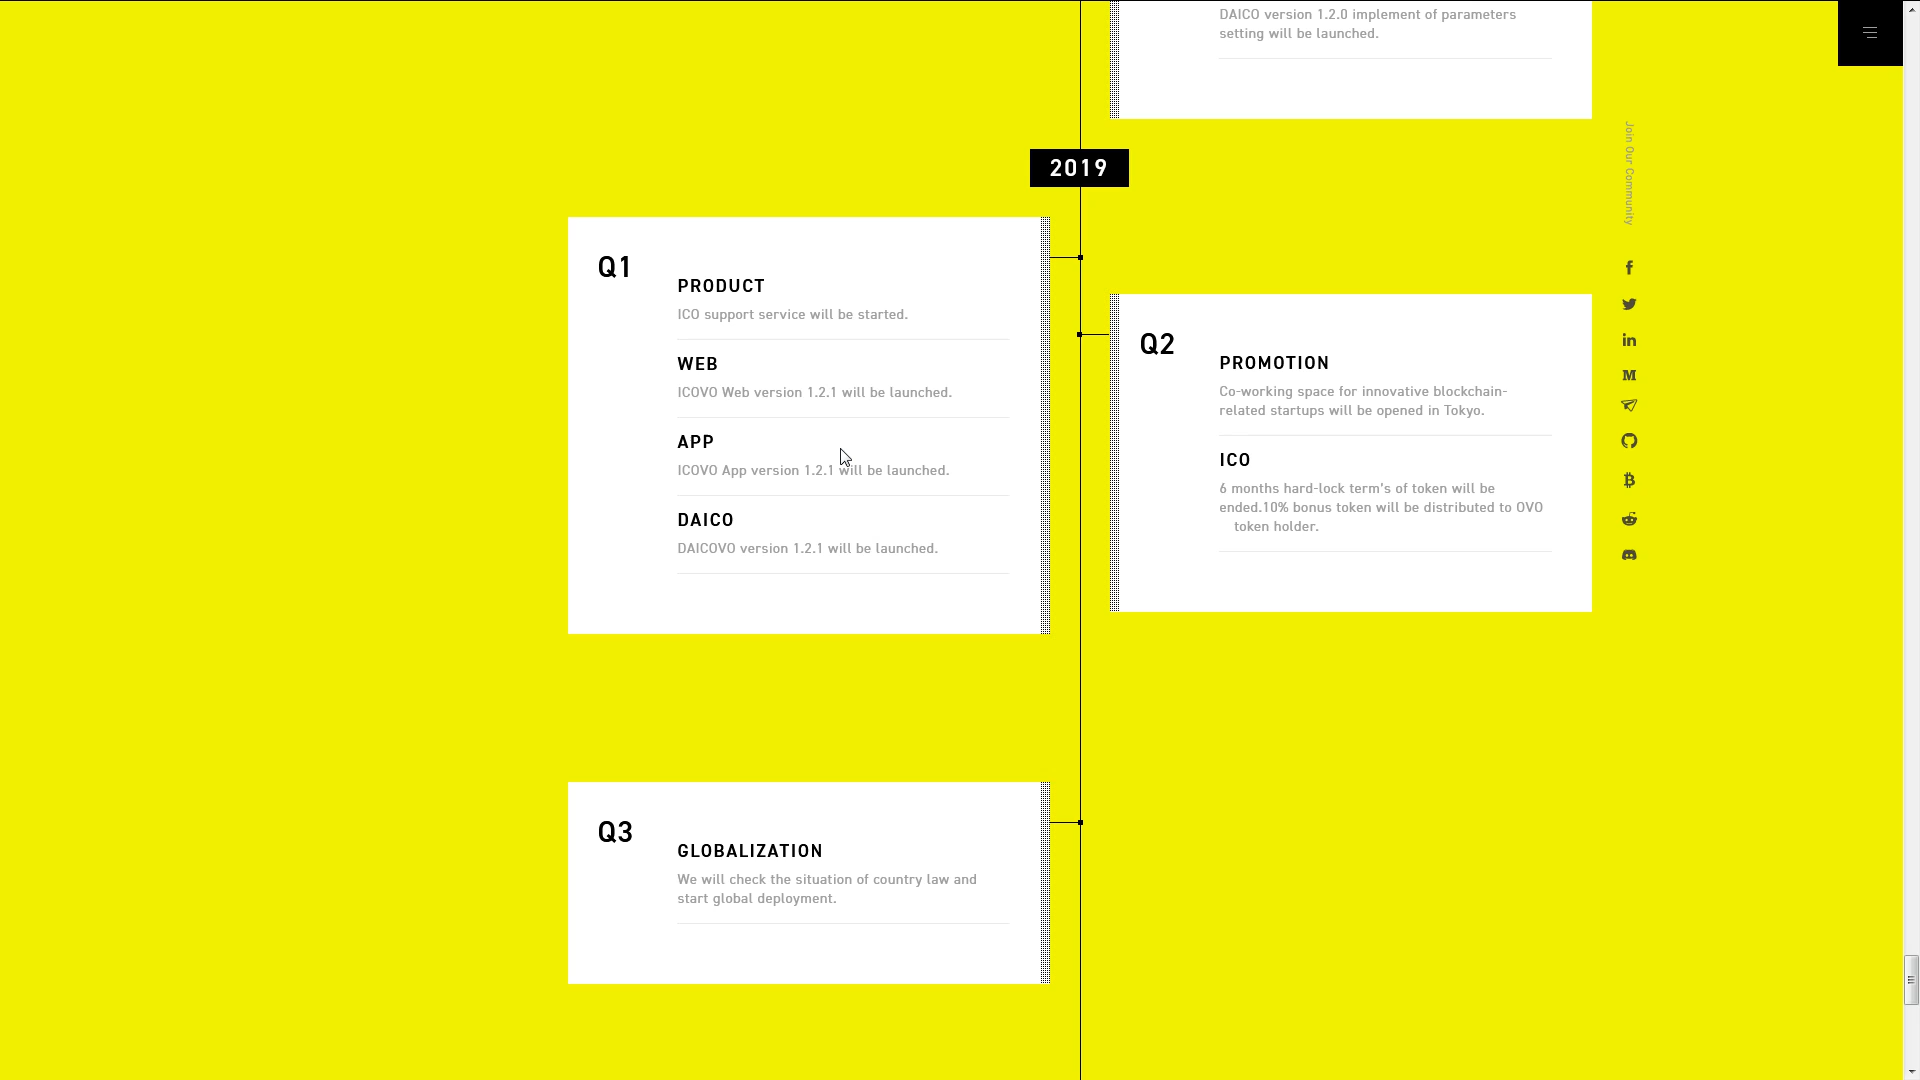 DAICO version 1.2.0 implement of parameters
setting will be launched.
2019
Q1
PRODUCT
ICO support service will be started.
WEB
ICOVO Web version 1.2.1 will be launched.
APP
ICOVO App version 1.2.1 will be launched.
DAICO
DAICOVO version 1.2.1 will be launched.
Q2
PROMOTION
Co-working space for innovative blockchain-
related startups will be opened in Tokyo.
ICO
6 months hard-lock term's of token will be
ended.10% bonus token will be distributed to OVO
token holder.
Q3
GLOBALIZATION
We will check the situation of country law and
start global deployment.
Join Our Community